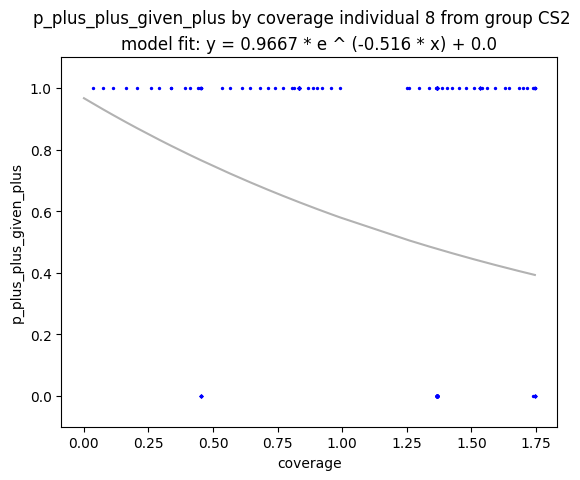 p_plus_plus_given_plus by coverage individual 8 from group CS2
model fit: y = 0.9667 * e ^ (-0.516 * x) + 0.0
p_plus_plus_given_plus
1.0
0.8
0.6
0.4
0.2
0.0
0.00 0.25 0.50 0.75 1.00 1.25 1.50 1.75
coverage